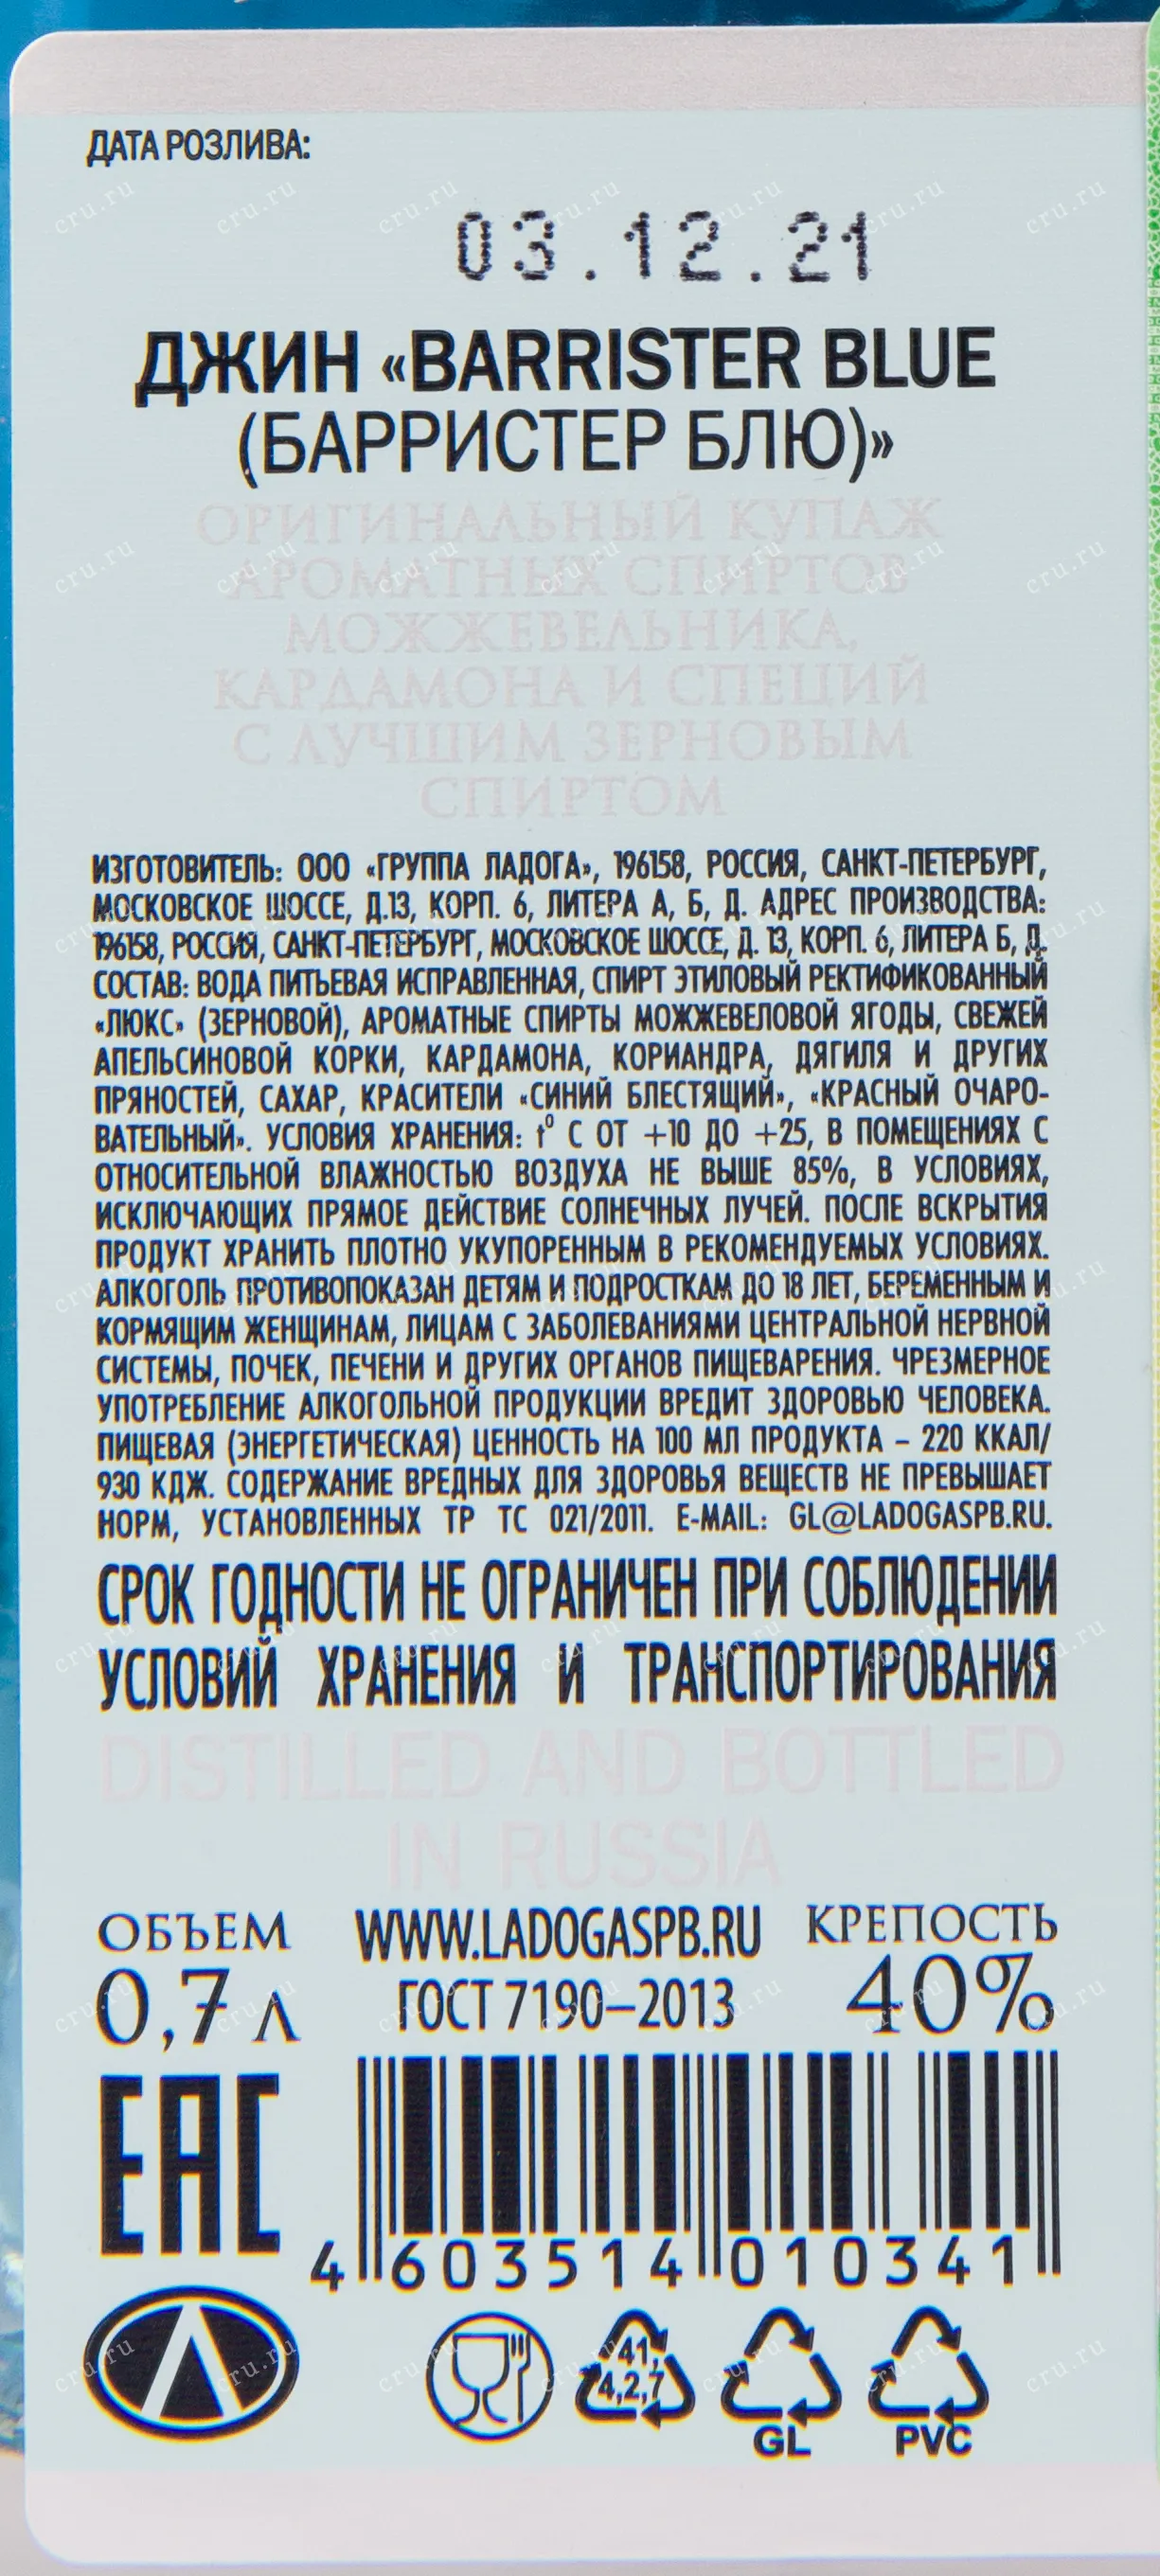 ДАТА РОЗЛИВА:
03.12.21
ДЖИН «BARRISTER BLUE
(БАРРИСТЕР БЛЮ)»
ОРИГИНАЛЬНЫЙ КУПАЖ
АРОМАТНЫХ СПИРТОВ
МОЖЖЕВЕЛЬНИКА,
КАРДАМОНА И СПЕЦИЙ
С ЛУЧШИМ ЗЕРНОВЫМ
СПИРТОМ
ИЗГОТОВИТЕЛЬ: ООО «ГРУППА ЛАДОГА», 196158, РОССИЯ, САНКТ-ПЕТЕРБУРГ,
МОСКОВСКОЕ ШОССЕ, Д.13, КОРП. 6, ЛИТЕРА А, Б, Д. АДРЕС ПРОИЗВОДСТВА:
196158, РОССИЯ, САНКТ-ПЕТЕРБУРГ, МОСКОВСКОЕ ШОССЕ, Д. 13, КОРП. 6, ЛИТЕРА Б, Д.
СОСТАВ: ВОДА ПИТЬЕВАЯ ИСПРАВЛЕННАЯ, СПИРТ ЭТИЛОВЫЙ РЕКТИФИКОВАННЫЙ
«ЛЮКС» (ЗЕРНОВОЙ), АРОМАТНЫЕ СПИРТЫ МОЖЖЕВЕЛОВОЙ ЯГОДЫ, СВЕЖЕЙ
АПЕЛЬСИНОВОЙ КОРКИ, КАРДАМОНА, КОРИАНДРА, ДЯГИЛЯ И ДРУГИХ
ПРЯНОСТЕЙ, САХАР, КРАСИТЕЛИ «СИНИЙ БЛЕСТЯЩИЙ», «КРАСНЫЙ ОЧАРО-
ВАТЕЛЬНЫЙ». УСЛОВИЯ ХРАНЕНИЯ: t⁰ С ОТ +10 ДО +25, В ПОМЕЩЕНИЯХ С
ОТНОСИТЕЛЬНОЙ ВЛАЖНОСТЬЮ ВОЗДУХА НЕ ВЫШЕ 85%, В УСЛОВИЯХ,
ИСКЛЮЧАЮЩИХ ПРЯМОЕ ДЕЙСТВИЕ СОЛНЕЧНЫХ ЛУЧЕЙ. ПОСЛЕ ВСКРЫТИЯ
ПРОДУКТ ХРАНИТЬ ПЛОТНО УКУПОРЕННЫМ В РЕКОМЕНДУЕМЫХ УСЛОВИЯХ.
АЛКОГОЛЬ ПРОТИВОПОКАЗАН ДЕТЯМ И ПОДРОСТКАМ ДО 18 ЛЕТ, БЕРЕМЕННЫМ И
КОРМЯЩИМ ЖЕНЩИНАМ, ЛИЦАМ С ЗАБОЛЕВАНИЯМИ ЦЕНТРАЛЬНОЙ НЕРВНОЙ
СИСТЕМЫ, ПОЧЕК, ПЕЧЕНИ И ДРУГИХ ОРГАНОВ ПИЩЕВАРЕНИЯ. ЧРЕЗМЕРНОЕ
УПОТРЕБЛЕНИЕ АЛКОГОЛЬНОЙ ПРОДУКЦИИ ВРЕДИТ ЗДОРОВЬЮ ЧЕЛОВЕКА.
ПИЩЕВАЯ (ЭНЕРГЕТИЧЕСКАЯ) ЦЕННОСТЬ НА 100 МЛ ПРОДУКТА – 220 ККАЛ/
930 КДЖ. СОДЕРЖАНИЕ ВРЕДНЫХ ДЛЯ ЗДОРОВЬЯ ВЕЩЕСТВ НЕ ПРЕВЫШАЕТ
НОРМ, УСТАНОВЛЕННЫХ ТР ТС 021/2011. E-MAIL: GL@LADOGASPB.RU.
СРОК ГОДНОСТИ НЕ ОГРАНИЧЕН ПРИ СОБЛЮДЕНИИ
УСЛОВИЙ ХРАНЕНИЯ И ТРАНСПОРТИРОВАНИЯ
DISTILLED AND BOTTLED
IN RUSSIA
ОБЪЕМ WWW.LADOGASPB.RU КРЕПОСТЬ
0,7 Л ГОСТ 7190–2013 40%
EAC
4 603514 010341
41,
4,2,7
GL PVC
cru.ru